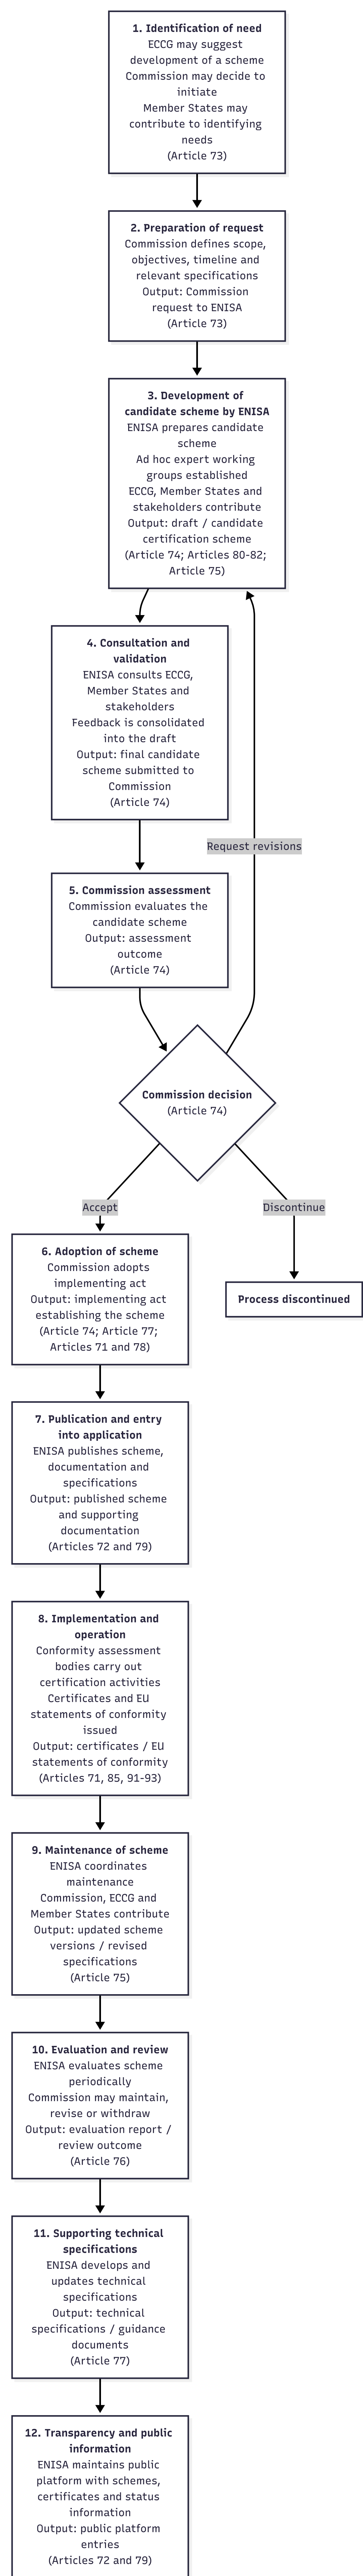 1. Identification of need
ECCG may suggest
development of a scheme
Commission may decide to
initiate
Member States may
contribute to identifying
needs
(Article 73)
2. Preparation of request
Commission defines scope,
objectives, timeline and
relevant specifications
Output: Commission
request to ENISA
(Article 73)
3. Development of
candidate scheme by ENISA
ENISA prepares candidate
scheme
Ad hoc expert working
groups established
ECCG, Member States and
stakeholders contribute
Output: draft / candidate
certification scheme
(Article 74; Articles 80-82;
Article 75)
4. Consultation and
validation
ENISA consults ECCG,
Member States and
stakeholders
Feedback is consolidated
into the draft
Output: final candidate
scheme submitted to
Commission
(Article 74)
Request revisions
5. Commission assessment
Commission evaluates the
candidate scheme
Output: assessment
outcome
(Article 74)
Commission decision
(Article 74)
Accept
Discontinue
6. Adoption of scheme
Commission adopts
implementing act
Output: implementing act
establishing the scheme
(Article 74; Article 77;
Articles 71 and 78)
Process discontinued
7. Publication and entry
into application
ENISA publishes scheme,
documentation and
specifications
Output: published scheme
and supporting
documentation
(Articles 72 and 79)
8. Implementation and
operation
Conformity assessment
bodies carry out
certification activities
Certificates and EU
statements of conformity
issued
Output: certificates / EU
statements of conformity
(Articles 71, 85, 91-93)
9. Maintenance of scheme
ENISA coordinates
maintenance
Commission, ECCG and
Member States contribute
Output: updated scheme
versions / revised
specifications
(Article 75)
10. Evaluation and review
ENISA evaluates scheme
periodically
Commission may maintain,
revise or withdraw
Output: evaluation report /
review outcome
(Article 76)
11. Supporting technical
specifications
ENISA develops and
updates technical
specifications
Output: technical
specifications / guidance
documents
(Article 77)
12. Transparency and public
information
ENISA maintains public
platform with schemes,
certificates and status
information
Output: public platform
entries
(Articles 72 and 79)